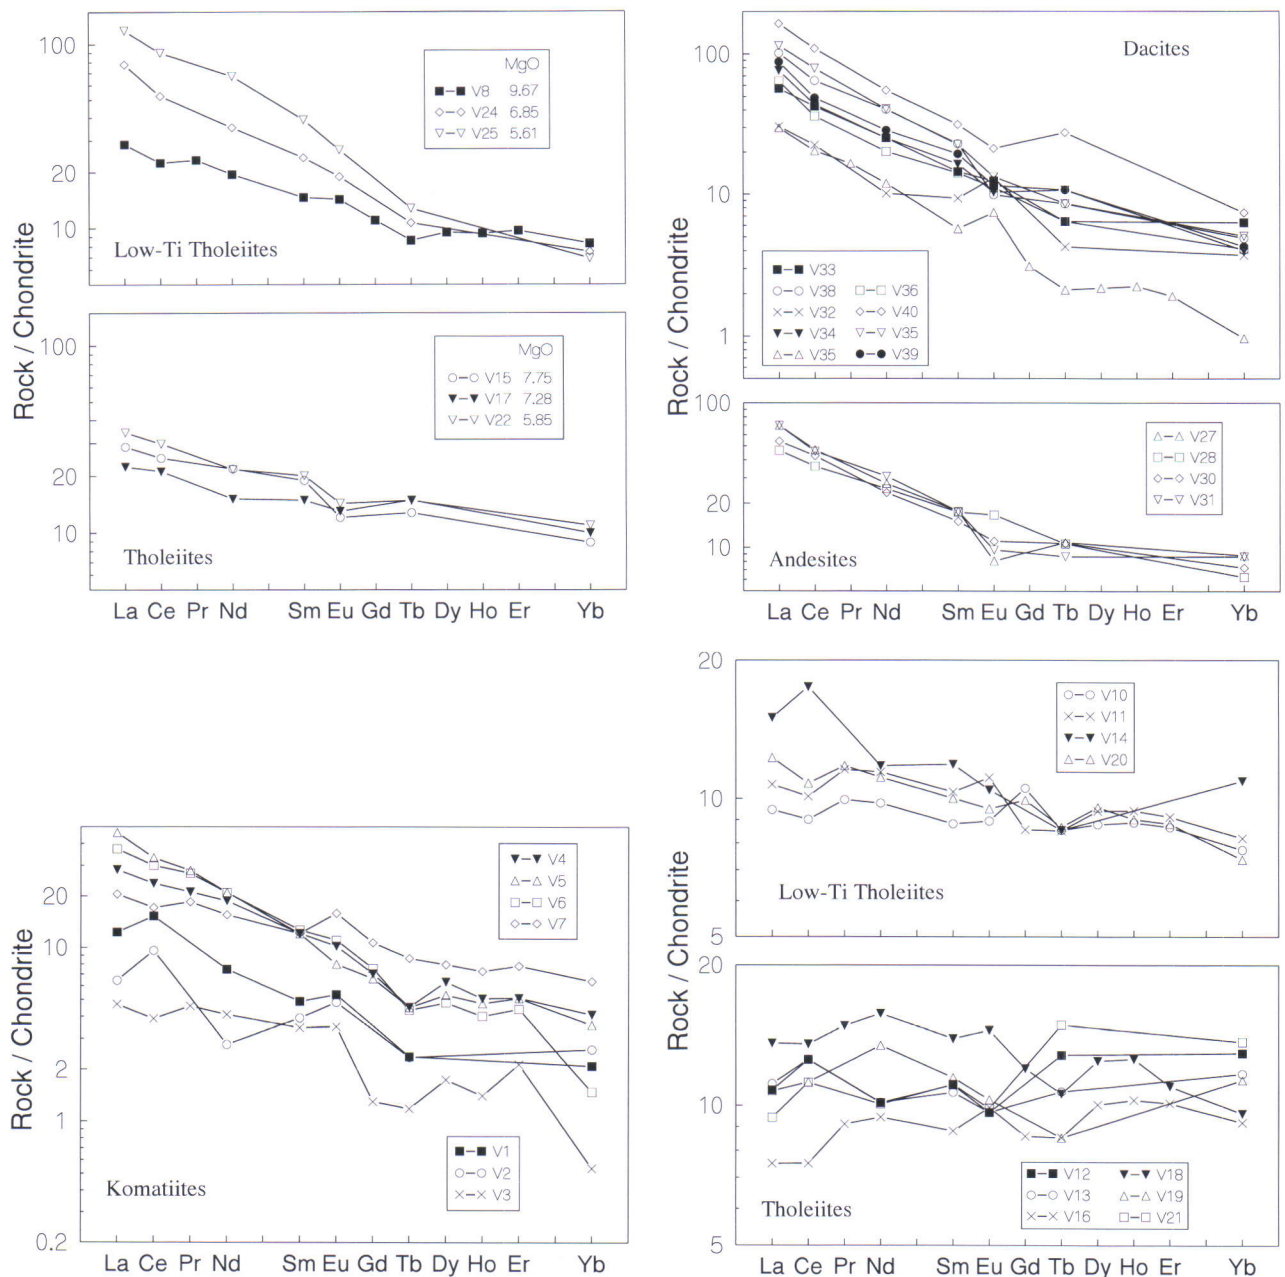 100
20
10
Low-Ti Tholeiites
MgO
V8 9.67
V24 6.85
V25 5.61
Rock / Chondrite
100
20
10
Tholeiites
MgO
V15 7.75
V17 7.28
V22 5.85
La Ce Pr Nd Sm Eu Gd Tb Dy Ho Er Yb
Dacites
100
10
1
V33
V38 V36
V32 V40
V34 V35
V35 V39
Rock / Chondrite
100
20
10
Andesites
V27
V28
V30
V31
La Ce Pr Nd Sm Eu Gd Tb Dy Ho Er Yb
20
10
2
1
0.2
Rock / Chondrite
V4
V5
V6
V7
V1
V2
V3
Komatiites
La Ce Pr Nd Sm Eu Gd Tb Dy Ho Er Yb
20
10
5
V10
V11
V14
V20
Low-Ti Tholeiites
Rock / Chondrite
20
10
5
V12 V18
V13 V19
V16 V21
Tholeiites
La Ce Pr Nd Sm Eu Gd Tb Dy Ho Er Yb